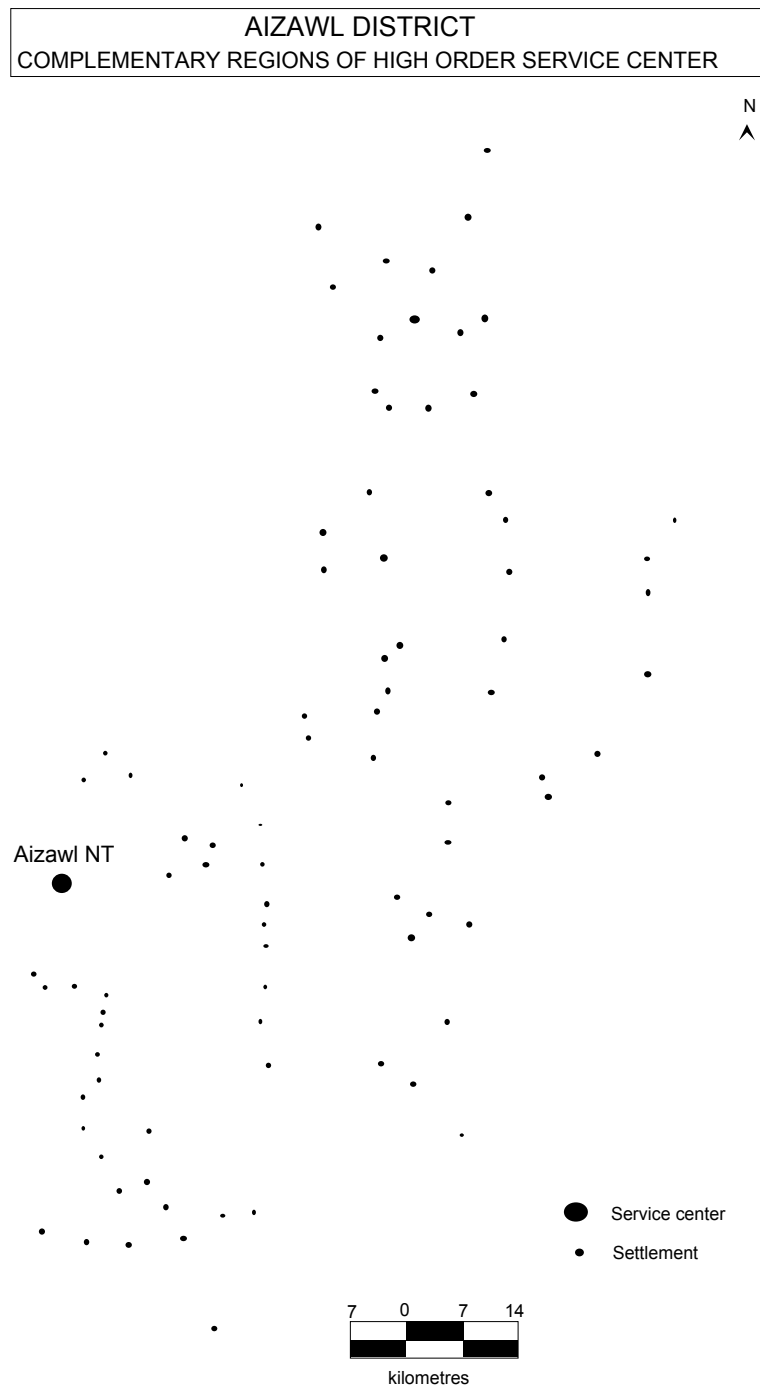 AIZAWL DISTRICT
COMPLEMENTARY REGIONS OF HIGH ORDER SERVICE CENTER
N
Aizawl NT
Service center
Settlement
7 0 7 14
kilometres